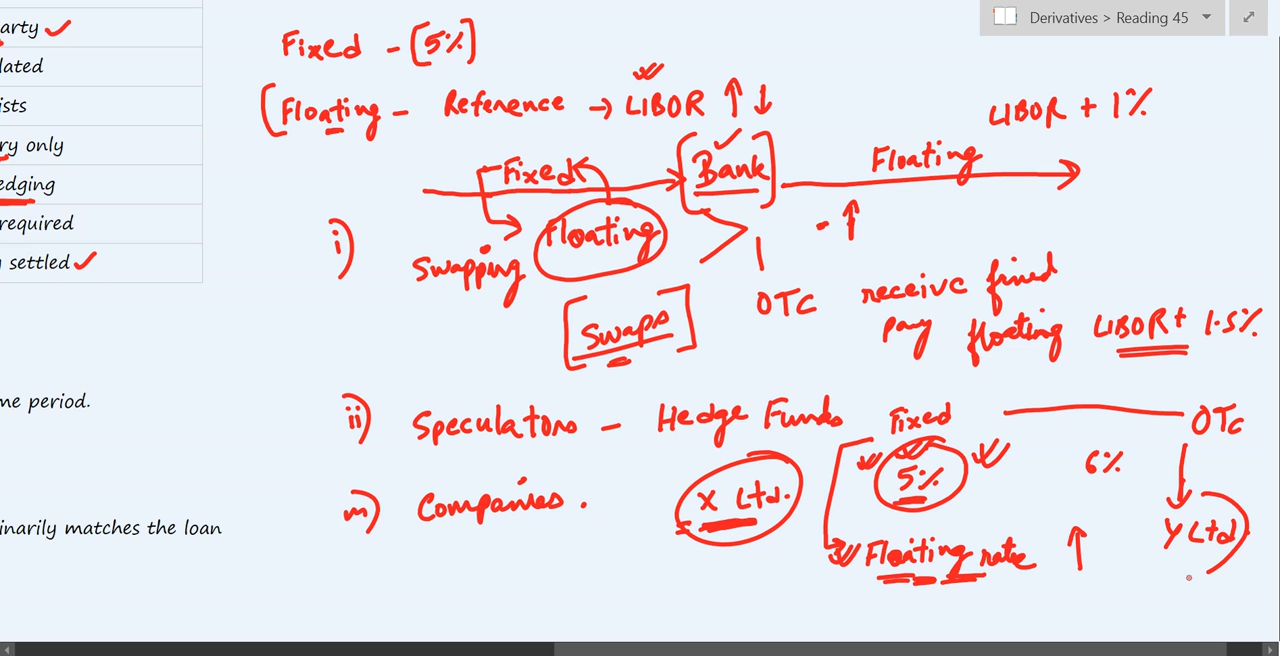 Derivatives > Reading 45
arty
lated
ists
ry only
edging
required
settled
me period.
inarily matches the loan
Fixed - [5%]
(Floating - Reference → LIBOR ↑ ↓
LIBOR + 1%
Fixed [Bank] Floating
i) Swapping Floating - ↑
[Swaps] OTC receive fixed
pay floating LIBOR + 1.5%
ii) Speculators - Hedge Funds Fixed OTC
5% 6%
iii) Companies. X Ltd.
Floating rate ↑ Y Ltd